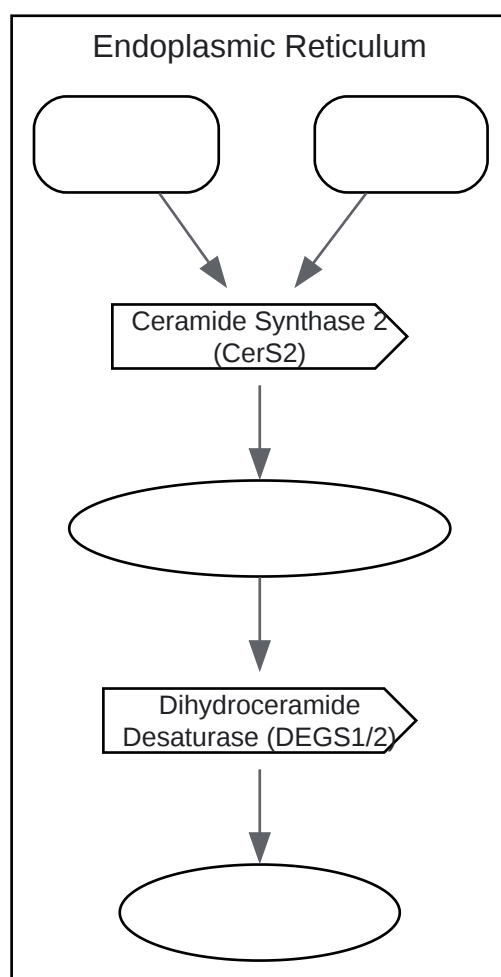 Endoplasmic Reticulum
Ceramide Synthase 2
(CerS2)
Dihydroceramide
Desaturase (DEGS1/2)